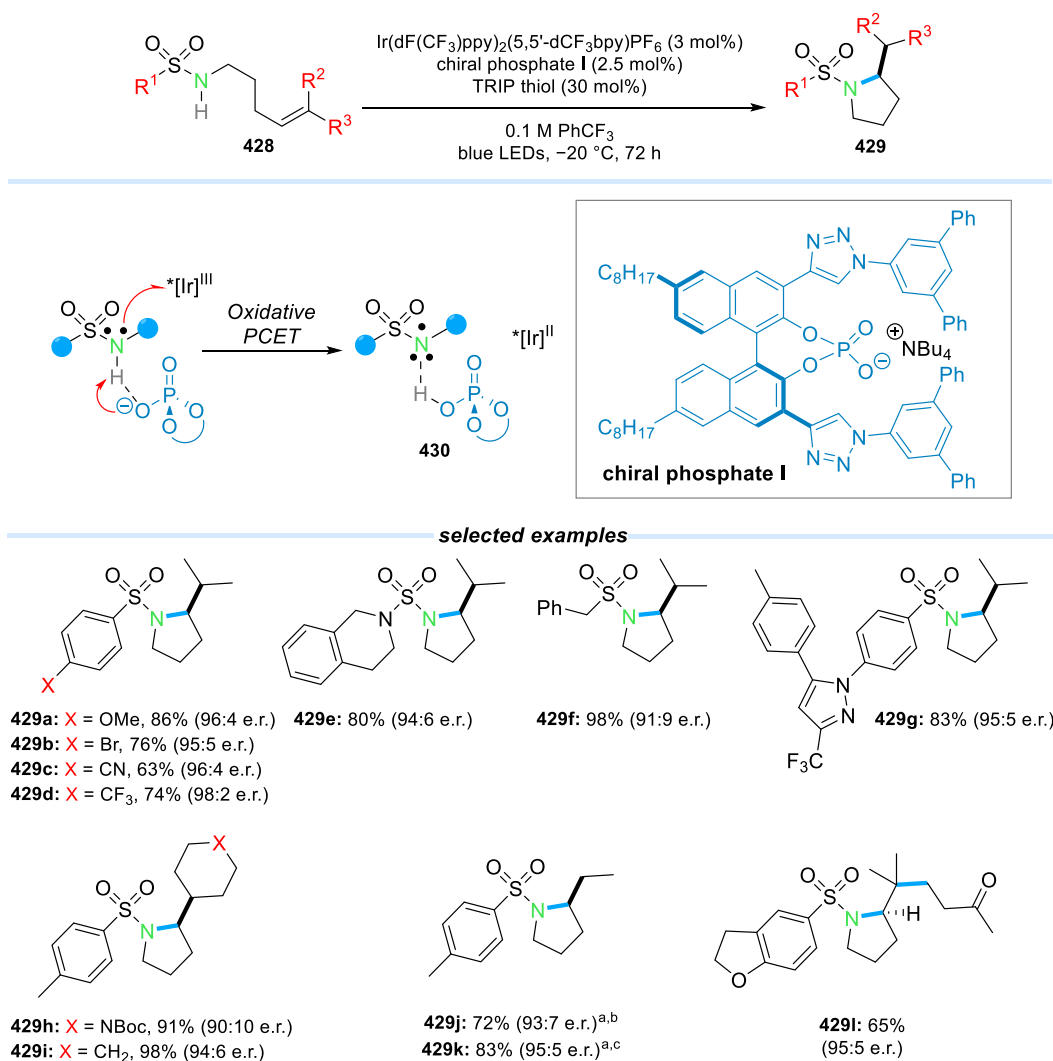 O O
S
R¹
N
H
R²
R³
428
Ir(dF(CF₃)ppy)₂(5,5'-dCF₃bpy)PF₆ (3 mol%)
chiral phosphate I (2.5 mol%)
TRIP thiol (30 mol%)
0.1 M PhCF₃
blue LEDs, −20 °C, 72 h
R² R³
O O
S
R¹
N
429
*[Ir]ᴵᴵᴵ
O O
S
N
H
O
O
P
O
O
⊖
Oxidative
PCET
O O
S
N
H
O
O
P
O
O
430
*[Ir]ᴵᴵ
C₈H₁₇
C₈H₁₇
N N
N
Ph
Ph
O
O
P
O
O
⊖
⊕
NBu₄
Ph
N
N N
Ph
chiral phosphate I
selected examples
O O
S
N
X
429a: X = OMe, 86% (96:4 e.r.)
429b: X = Br, 76% (95:5 e.r.)
429c: X = CN, 63% (96:4 e.r.)
429d: X = CF₃, 74% (98:2 e.r.)
O O
N S
N
429e: 80% (94:6 e.r.)
O O
Ph S
N
429f: 98% (91:9 e.r.)
O O
S
N
N
N
F₃C
429g: 83% (95:5 e.r.)
X
O O
S
N
429h: X = NBoc, 91% (90:10 e.r.)
429i: X = CH₂, 98% (94:6 e.r.)
O O
S
N
429j: 72% (93:7 e.r.)ᵃ,ᵇ
429k: 83% (95:5 e.r.)ᵃ,ᶜ
O O
S
N
H
O
O
429l: 65%
(95:5 e.r.)